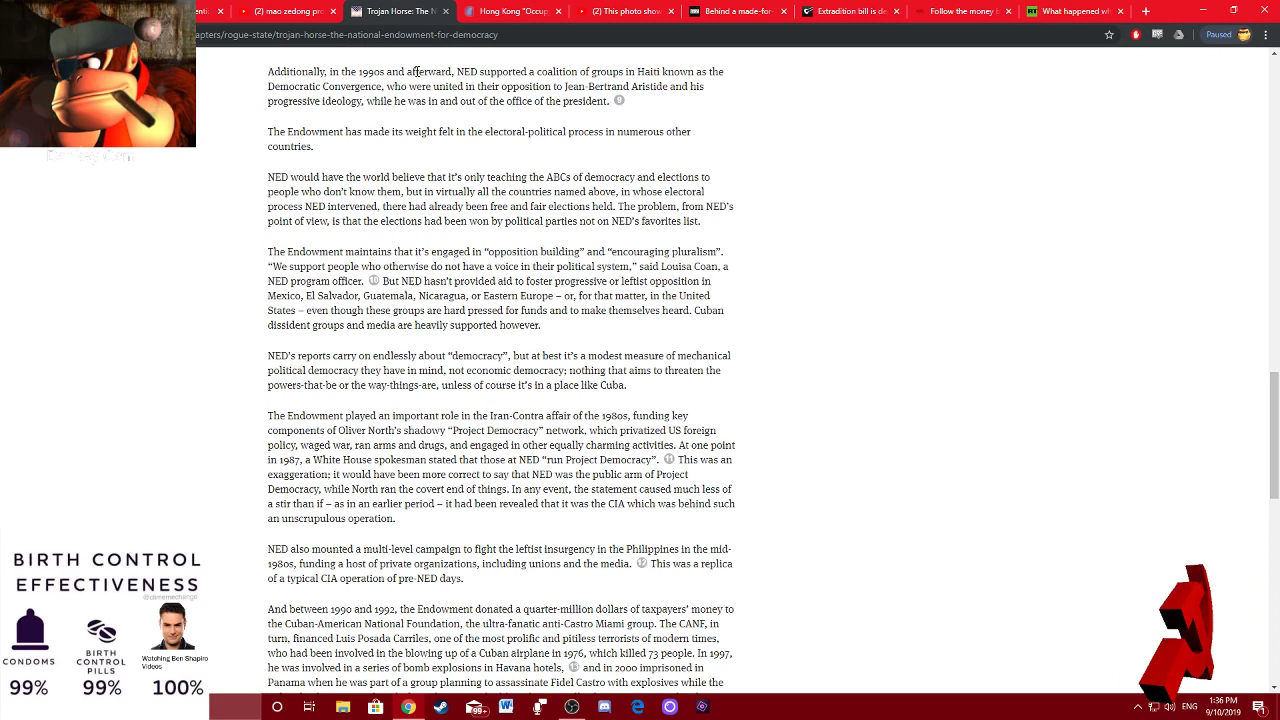 (2) mao zedong pr
Trojan Horse: The N
Hong Kong "Occup
(2) This photo show
Behind a made-for-
Extradition bill is d
Follow the money b
What happened wh
apters/rogue-state/trojan-horse-the-national-endowment-for-democracy
Paused
Additionally, in the 1990s and afterward, NED supported a coalition of groups in Haiti known as the
Democratic Convergence, who were united in their opposition to Jean-Bertrand Aristide and his
progressive ideology, while he was in and out of the office of the president. 9
The Endowment has made its weight felt in the electoral-political process in numerous other
countries.
NED would have the world believe that it's only teaching the ABCs of democracy and elections to
people who don't know them, but in virtually all the countries named above, in whose electoral
process NED intervened, there had already been free and fair elections held. The problem, from NED's
point of view, is that the elections had been won by political parties not on NED's favorites list.
The Endowment maintains that it's engaged in “opposition building” and “encouraging pluralism”.
“We support people who otherwise do not have a voice in their political system,” said Louisa Coan, a
NED program officer. 10 But NED hasn't provided aid to foster progressive or leftist opposition in
Mexico, El Salvador, Guatemala, Nicaragua, or Eastern Europe – or, for that matter, in the United
States – even though these groups are hard pressed for funds and to make themselves heard. Cuban
dissident groups and media are heavily supported however.
NED's reports carry on endlessly about “democracy”, but at best it's a modest measure of mechanical
political democracy they have in mind, not economic democracy; nothing that aims to threaten the
powers-that-be or the way-things-are, unless of course it's in a place like Cuba.
The Endowment played an important role in the Iran-Contra affair of the 1980s, funding key
components of Oliver North's shadowy “Project Democracy” network, which privatized US foreign
policy, waged war, ran arms and drugs, and engaged in other equally charming activities. At one point
in 1987, a White House spokesman stated that those at NED “run Project Democracy”. 11 This was an
exaggeration; it would have been more correct to say that NED was the public arm of Project
Democracy, while North ran the covert end of things. In any event, the statement caused much less of
a stir than if – as in an earlier period – it had been revealed that it was the CIA which was behind such
an unscrupulous operation.
NED also mounted a multi-level campaign to fight the leftist insurgency in the Philippines in the mid-
1980s, funding a host of private organizations, including unions and the media. 12 This was a replica
of a typical CIA operation of pre-NED days.
And between 1990 and 1992, the Endowment donated a quarter-million dollars of taxpayers' money to
the Cuban-American National Foundation, the ultra-fanatic anti-Castro Miami group. The CANF, in
turn, financed Luis Posada Carriles, one of the most prolific and pitiless terrorists of modern times,
who had been involved in the blowing up of a Cuban airplane in 1976, which killed 73 people. In 1997,
he was involved in a series of bomb explosions in Havana hotels, 13 and in 2000 imprisoned in
Panama when he was part of a group planning to assassinate Fidel Castro with explosives while the
BIRTH CONTROL
EFFECTIVENESS
CONDOMS
99%
BIRTH
CONTROL
PILLS
99%
Watching Ben Shapiro
Videos
100%
99+
1:36 PM
9/10/2019